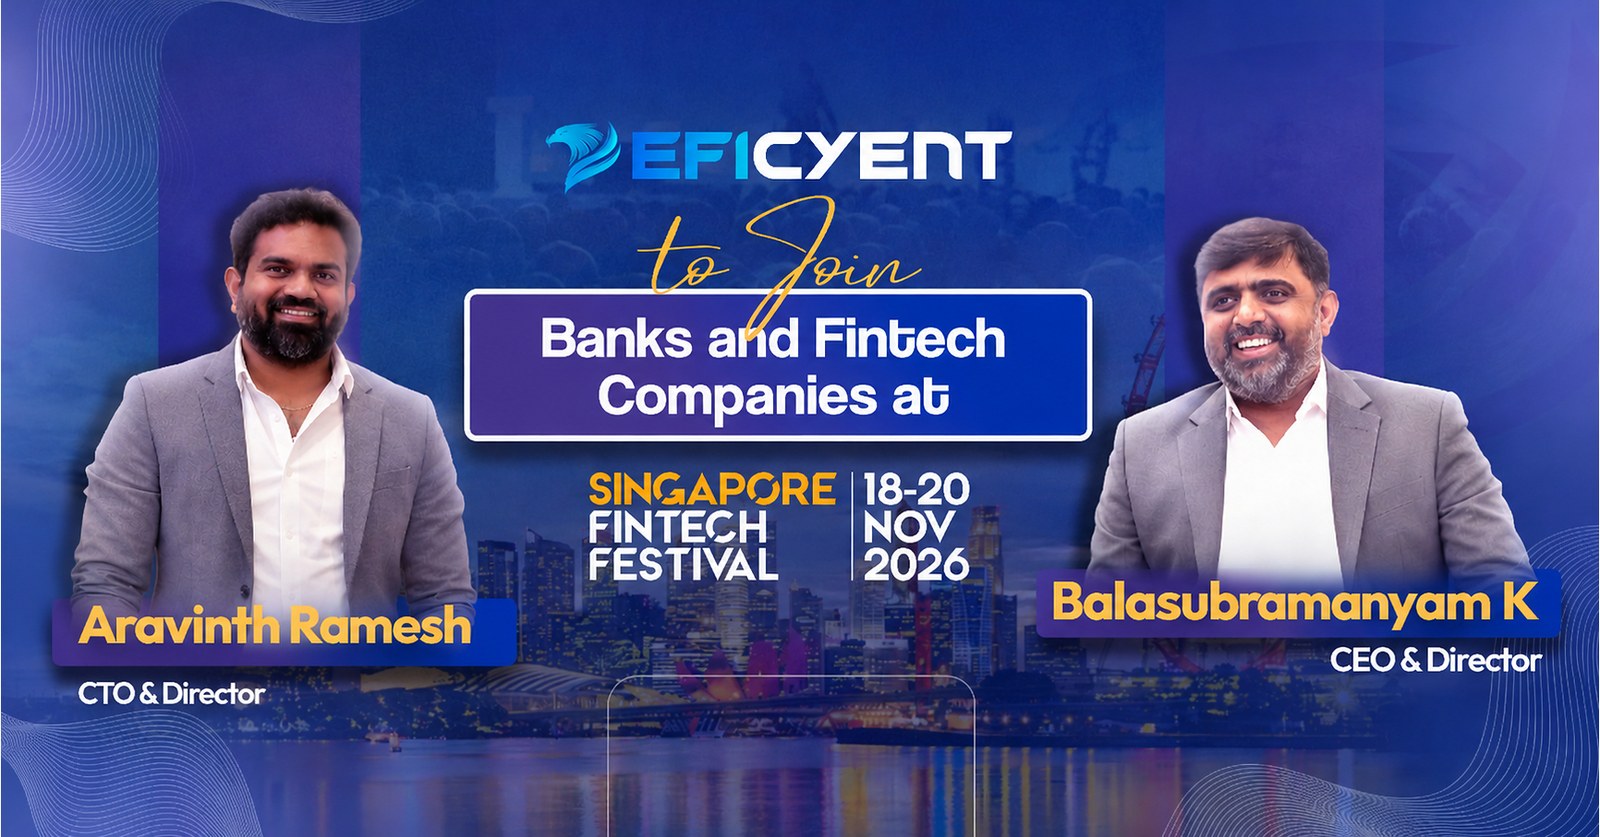 EFICYENT
to Join
Banks and Fintech
Companies at
SINGAPORE
FINTECH
FESTIVAL
18-20
NOV
2026
Aravinth Ramesh
CTO & Director
Balasubramanyam K
CEO & Director